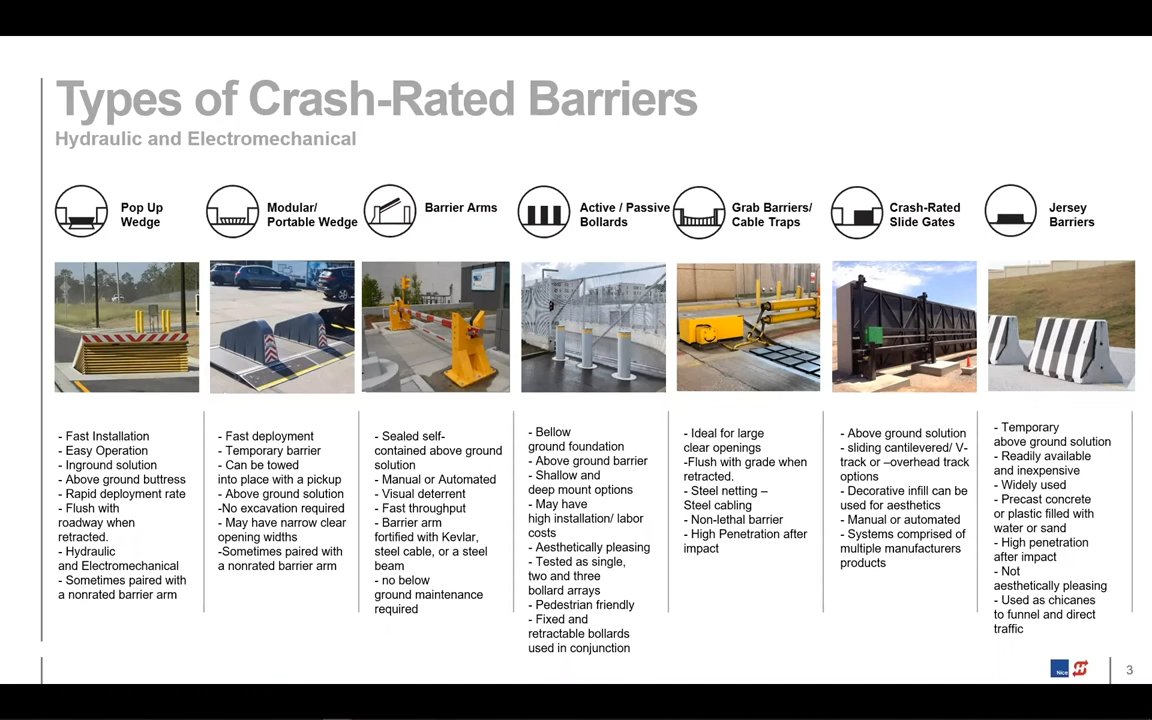 Types of Crash-Rated Barriers
Hydraulic and Electromechanical
Pop Up
Wedge
Modular/
Portable Wedge
Barrier Arms
Active / Passive
Bollards
Grab Barriers/
Cable Traps
Crash-Rated
Slide Gates
Jersey
Barriers
- Fast Installation
- Easy Operation
- Inground solution
- Above ground buttress
- Rapid deployment rate
- Flush with
roadway when
retracted.
- Hydraulic
and Electromechanical
- Sometimes paired with
a nonrated barrier arm
- Fast deployment
- Temporary barrier
- Can be towed
into place with a pickup
- Above ground solution
-No excavation required
- May have narrow clear
opening widths
-Sometimes paired with
a nonrated barrier arm
- Sealed self-
contained above ground
solution
- Manual or Automated
- Visual deterrent
- Fast throughput
- Barrier arm
fortified with Kevlar,
steel cable, or a steel
beam
- no below
ground maintenance
required
- Bellow
ground foundation
- Above ground barrier
- Shallow and
deep mount options
- May have
high installation/ labor
costs
- Aesthetically pleasing
- Tested as single,
two and three
bollard arrays
- Pedestrian friendly
- Fixed and
retractable bollards
used in conjunction
- Ideal for large
clear openings
-Flush with grade when
retracted.
- Steel netting –
Steel cabling
- Non-lethal barrier
- High Penetration after
impact
- Above ground solution
- sliding cantilevered/ V-
track or –overhead track
options
- Decorative infill can be
used for aesthetics
- Manual or automated
- Systems comprised of
multiple manufacturers
products
- Temporary
above ground solution
- Readily available
and inexpensive
- Widely used
- Precast concrete
or plastic filled with
water or sand
- High penetration
after impact
- Not
aesthetically pleasing
- Used as chicanes
to funnel and direct
traffic
Nice
3